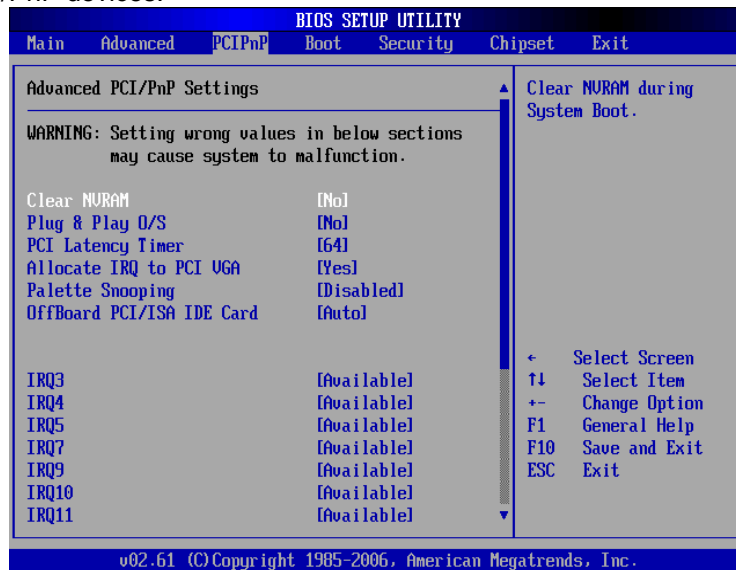 BIOS SETUP UTILITY
Main Advanced PCIPnP Boot Security Chipset Exit
Advanced PCI/PnP Settings
WARNING: Setting wrong values in below sections
may cause system to malfunction.
Clear NVRAM [No]
Plug & Play O/S [No]
PCI Latency Timer [64]
Allocate IRQ to PCI VGA [Yes]
Palette Snooping [Disabled]
OffBoard PCI/ISA IDE Card [Auto]
IRQ3 [Available]
IRQ4 [Available]
IRQ5 [Available]
IRQ7 [Available]
IRQ9 [Available]
IRQ10 [Available]
IRQ11 [Available]
Clear NVRAM during
System Boot.
← Select Screen
↑↓ Select Item
+- Change Option
F1 General Help
F10 Save and Exit
ESC Exit
v02.61 (C)Copyright 1985-2006, American Megatrends, Inc.